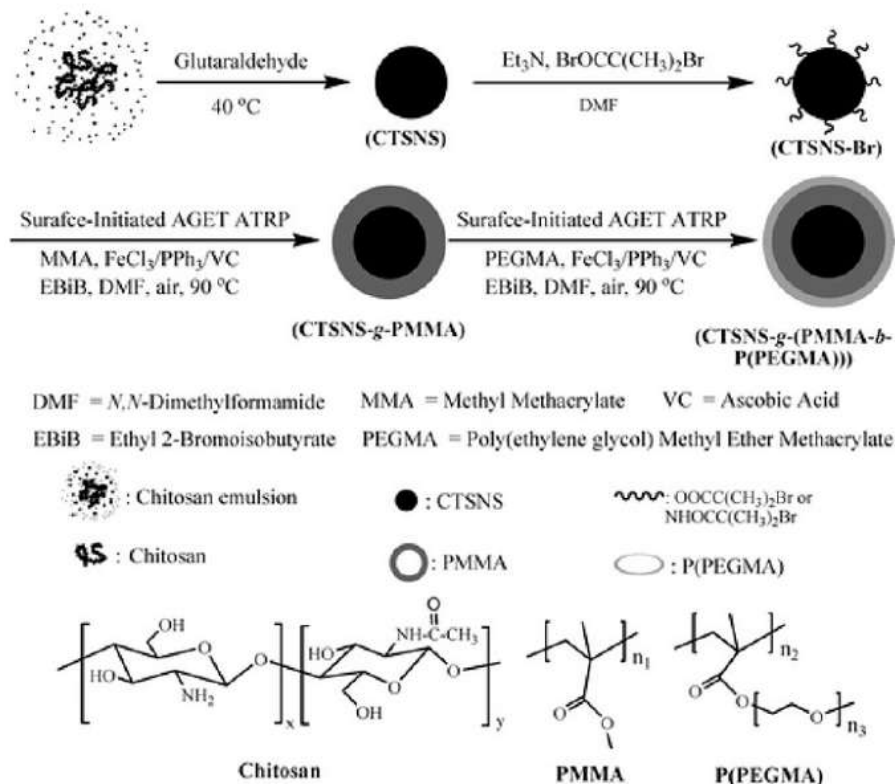 Glutaraldehyde
40 °C
(CTSNS)
Et₃N, BrOCC(CH₃)₂Br
DMF
(CTSNS-Br)
Surafce-Initiated AGET ATRP
MMA, FeCl₃/PPh₃/VC
EBiB, DMF, air, 90 °C
(CTSNS-g-PMMA)
Surafce-Initiated AGET ATRP
PEGMA, FeCl₃/PPh₃/VC
EBiB, DMF, air, 90 °C
(CTSNS-g-(PMMA-b-
P(PEGMA)))
DMF = N,N-Dimethylformamide MMA = Methyl Methacrylate VC = Ascobic Acid
EBiB = Ethyl 2-Bromoisobutyrate PEGMA = Poly(ethylene glycol) Methyl Ether Methacrylate
: Chitosan emulsion
: CTSNS
: OOCC(CH₃)₂Br or
NHOCC(CH₃)₂Br
: Chitosan
: PMMA
: P(PEGMA)
OH
O
HO
NH₂
O
x
O
NH-C-CH₃
HO
O
O
OH
y
n₁
O
O
n₂
O
O
O
n₃
Chitosan
PMMA
P(PEGMA)